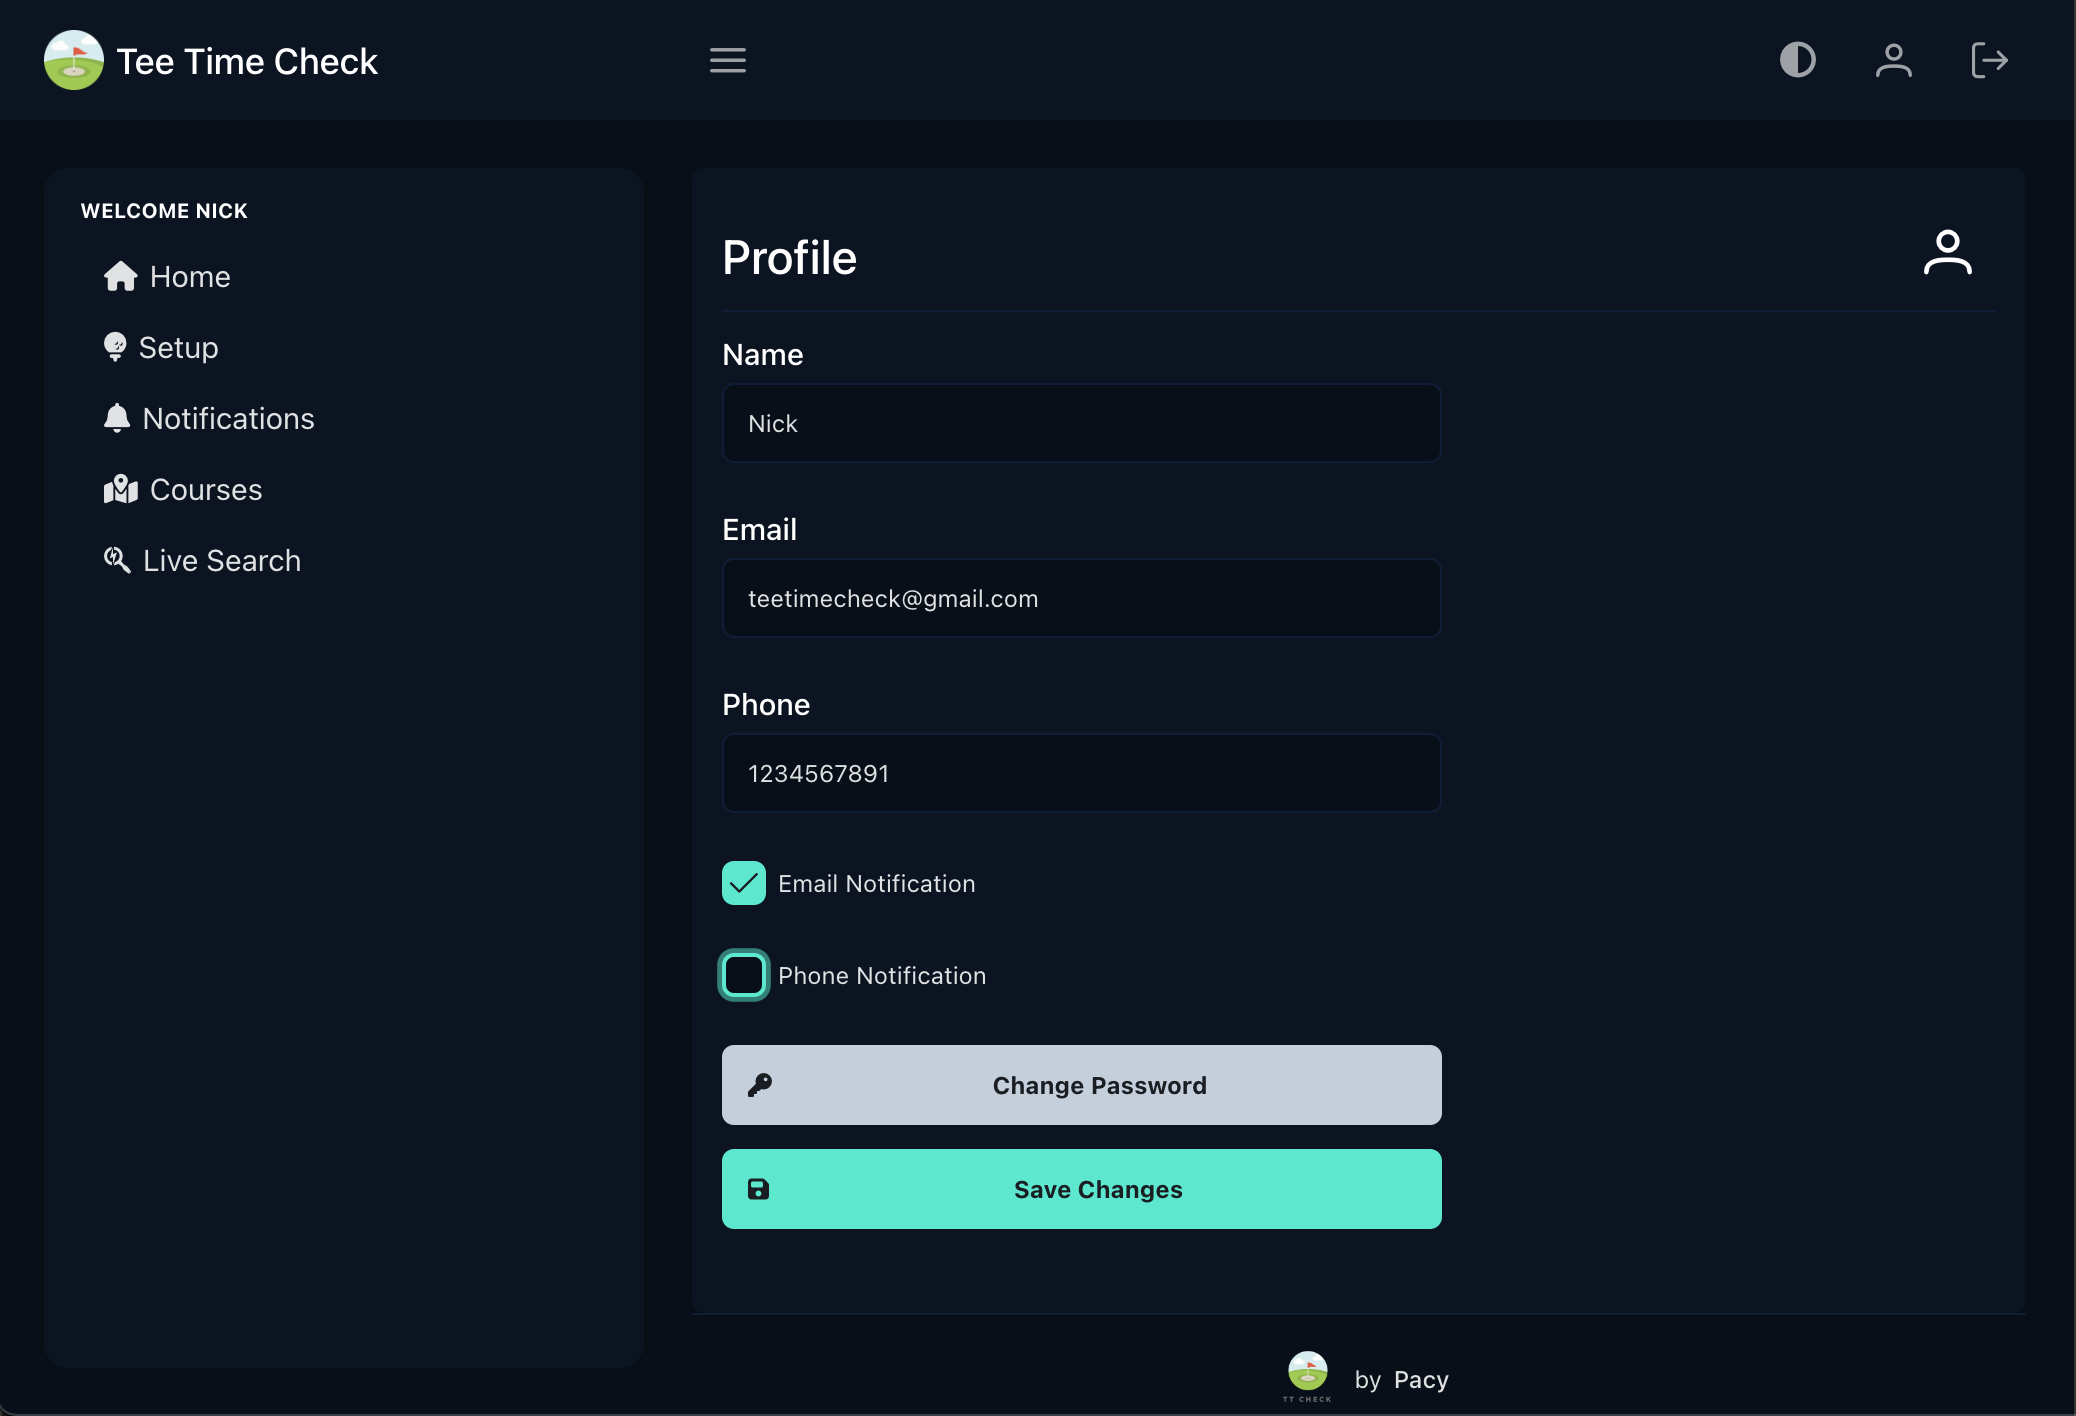 Tee Time Check
WELCOME NICK
Home
Setup
Notifications
Courses
Live Search
Profile
Name
Nick
Email
teetimecheck@gmail.com
Phone
1234567891
Email Notification
Phone Notification
Change Password
Save Changes
TT CHECK
by Pacy